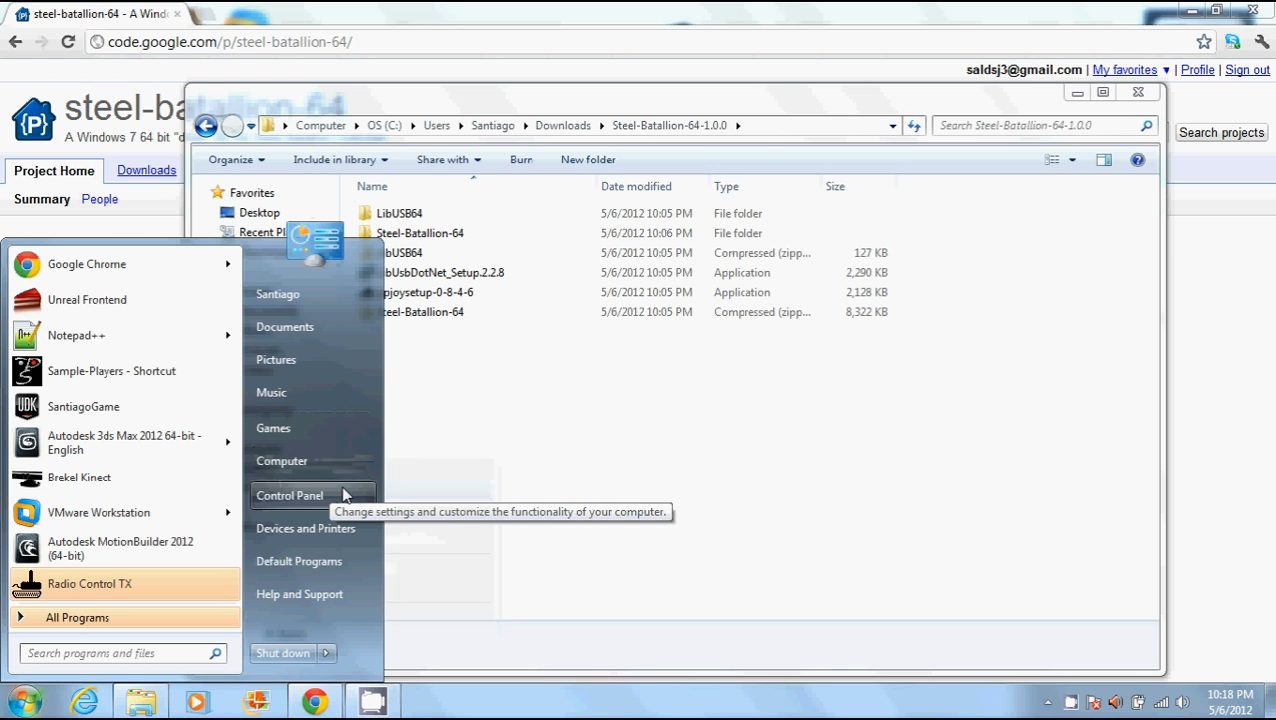 steel-batallion-64 - A Wind
code.google.com/p/steel-batallion-64/
saldsj3@gmail.com | My favorites ▼ | Profile | Sign out
A Windows 7 64 bit "d
Search projects
Project Home
Downloads
Summary
People
Computer
OS (C:)
Users
Santiago
Downloads
Steel-Batallion-64-1.0.0
Search Steel-Batallion-64-1.0.0
Organize
Include in library
Share with
Burn
New folder
Favorites
Desktop
Name
Date modified
Type
Size
LibUSB64 5/6/2012 10:05 PM File folder
Steel-Batallion-64 5/6/2012 10:06 PM File folder
bUSB64 5/6/2012 10:05 PM Compressed (zipp... 127 KB
bUsbDotNet_Setup.2.2.8 5/6/2012 10:05 PM Application 2,290 KB
pjoysetup-0-8-4-6 5/6/2012 10:05 PM Application 2,128 KB
teel-Batallion-64 5/6/2012 10:05 PM Compressed (zipp... 8,322 KB
Google Chrome
Unreal Frontend
Notepad++
Sample-Players - Shortcut
SantiagoGame
Autodesk 3ds Max 2012 64-bit -
English
Brekel Kinect
VMware Workstation
Autodesk MotionBuilder 2012
(64-bit)
Radio Control TX
All Programs
Search programs and files
Santiago
Documents
Pictures
Music
Games
Computer
Control Panel
Change settings and customize the functionality of your computer.
Devices and Printers
Default Programs
Help and Support
Shut down
10:18 PM
5/6/2012